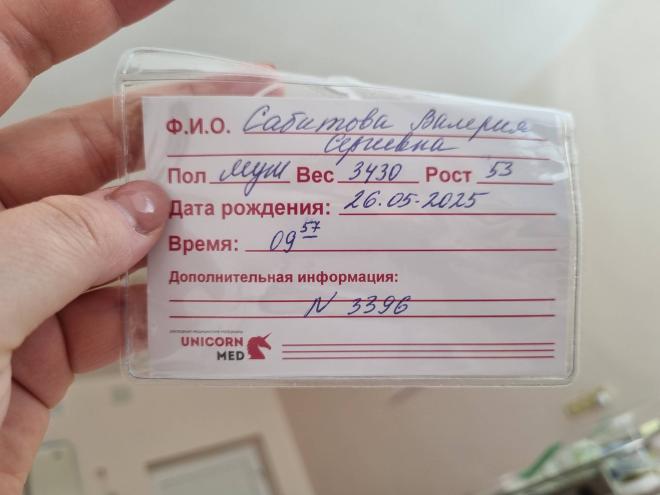 Ф.И.О. Сабитова Валерия
Сергиевна
Пол муж Вес 3430 Рост 53
Дата рождения: 26.05-2025
Время: 09 57
Дополнительная информация:
N 3396
UNICORN
MED